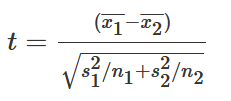 t = (x̄₁−x̄₂) / √(s₁²/n₁+s₂²/n₂)